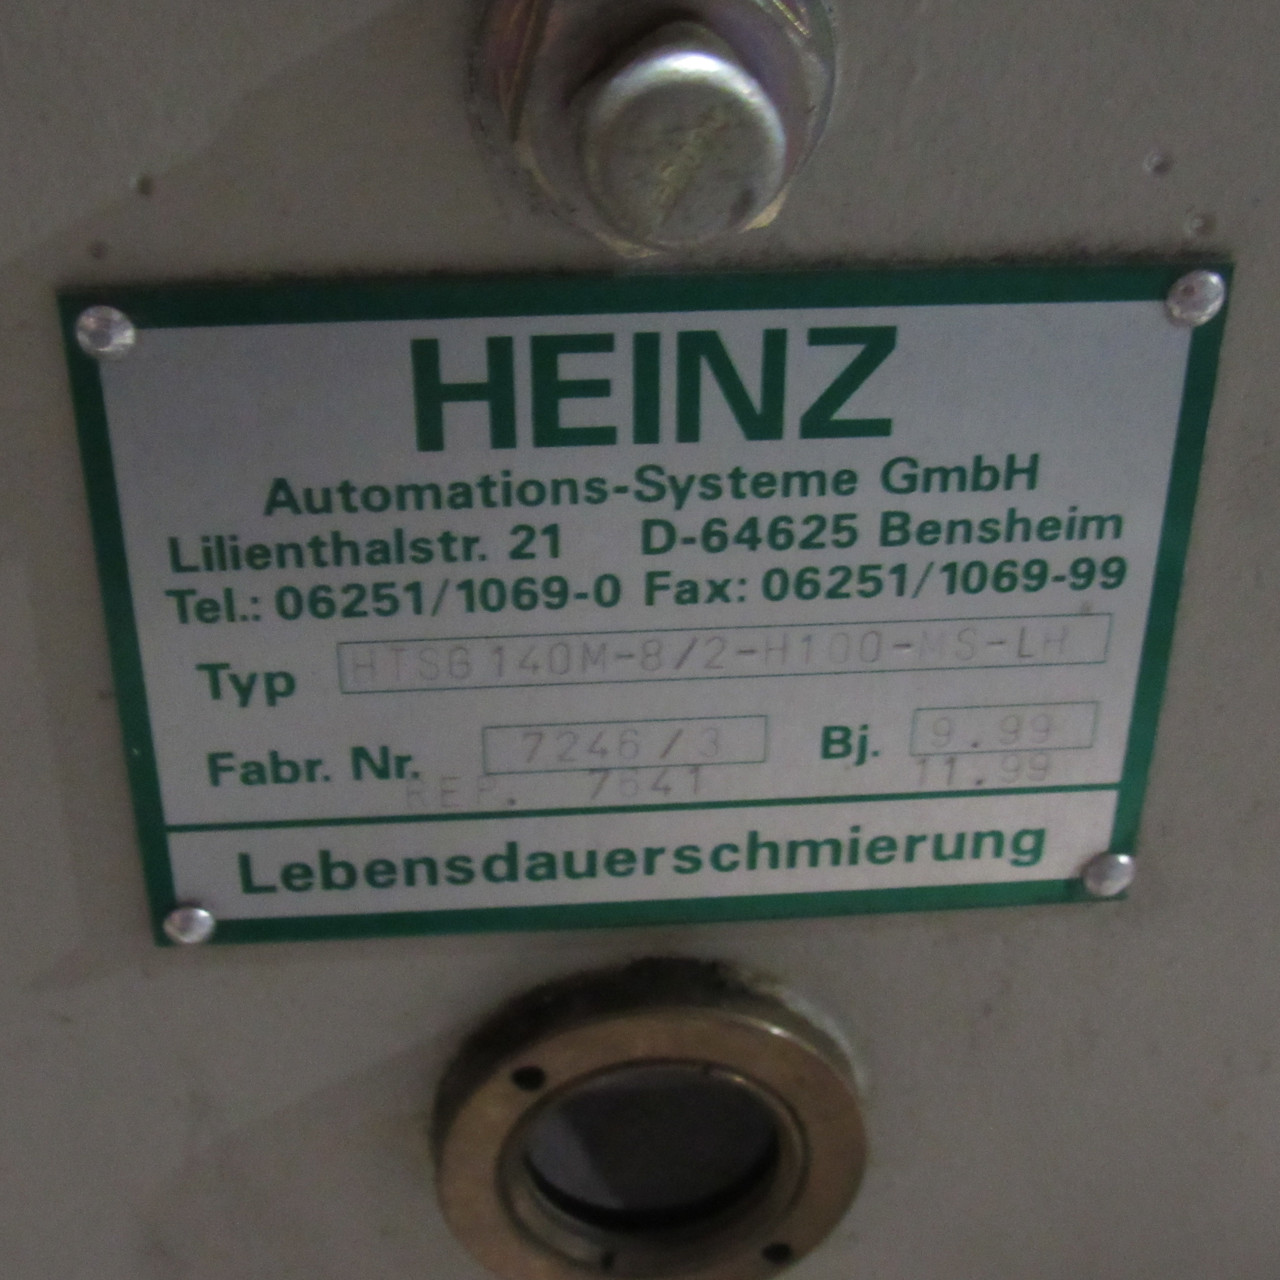 HEINZ
Automations-Systeme GmbH
Lilienthalstr. 21 D-64625 Bensheim
Tel.: 06251/1069-0 Fax: 06251/1069-99
Typ HTSG140M-8/2-H100-MS-LH
Fabr. Nr. 7246/3 Bj. 9.99
REP. 7641 11.99
Lebensdauerschmierung